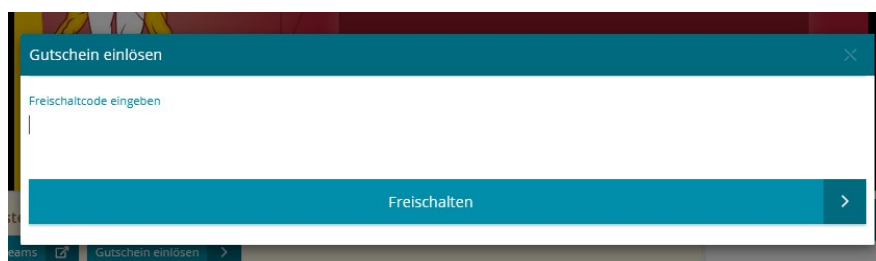 Gutschein einlösen
Freischaltcode eingeben
Freischalten
Gutschein einlösen